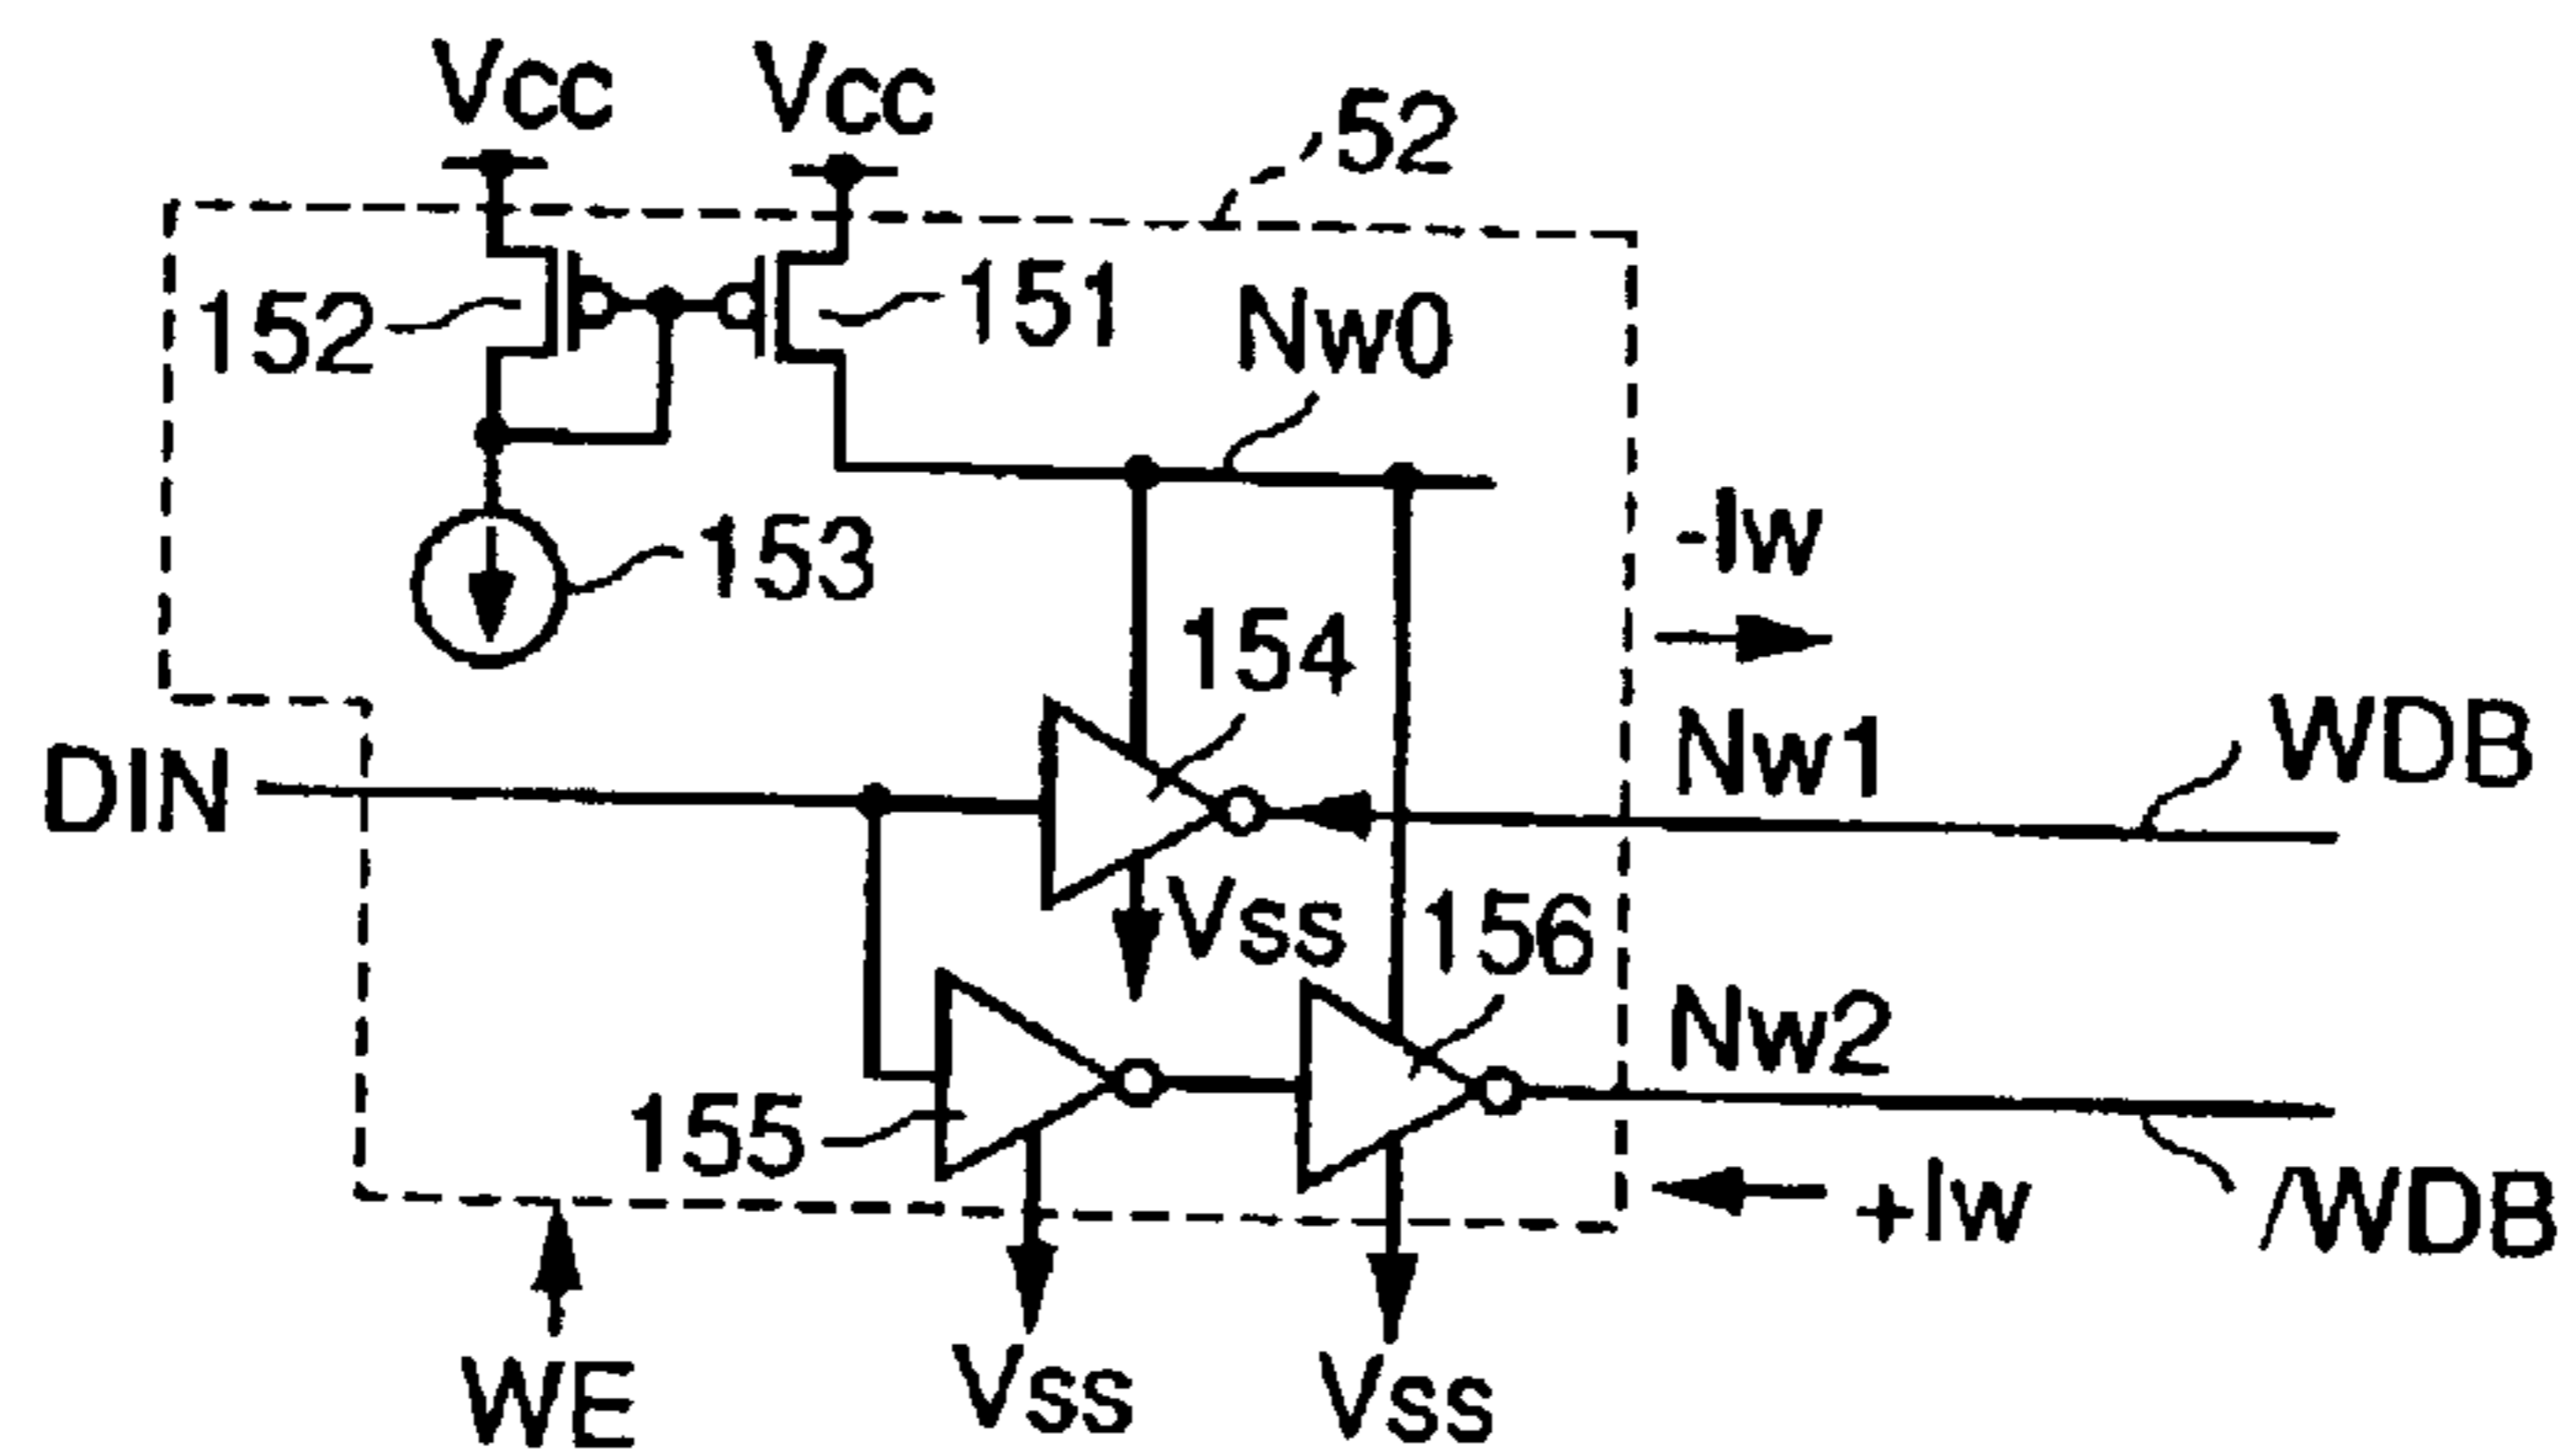 Vcc
Vcc
52
152
151
Nw0
153
-Iw
154
Nw1
WDB
DIN
Vss
156
Nw2
155
+Iw
/WDB
WE
Vss
Vss